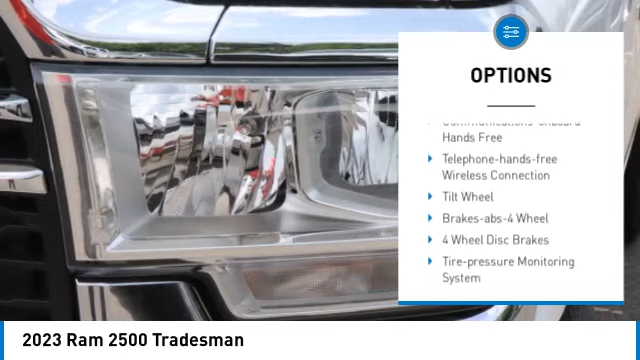 OPTIONS
Hands Free
Telephone-hands-free
Wireless Connection
Tilt Wheel
Brakes-abs-4 Wheel
4 Wheel Disc Brakes
Tire-pressure Monitoring
System
2023 Ram 2500 Tradesman